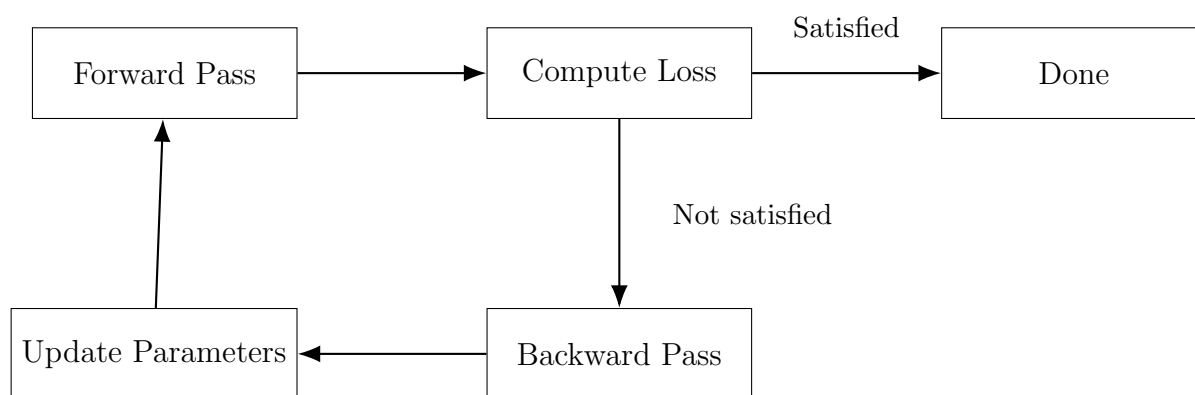 Satisfied
Forward Pass
Compute Loss
Done
Not satisfied
Update Parameters
Backward Pass